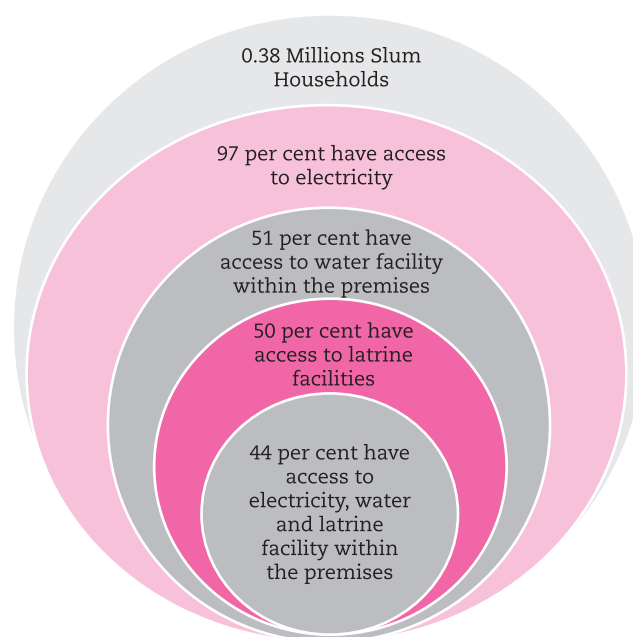 0.38 Millions Slum
Households
97 per cent have access
to electricity
51 per cent have
access to water facility
within the premises
50 per cent have
access to latrine
facilities
44 per cent have
access to
electricity, water
and latrine
facility within
the premises